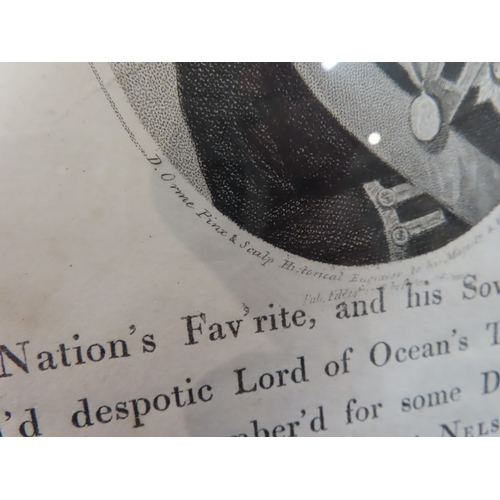 D. Orme Pinx & Sculp Historical Engraver to his Majesty &
Nation's Fav'rite, and his Sov
'd despotic Lord of Ocean's T
ber'd for some D
NELS